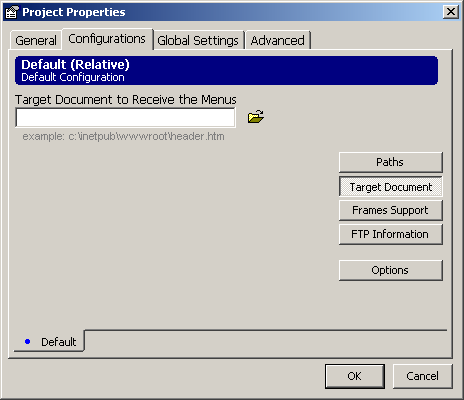 Project Properties
General
Configurations
Global Settings
Advanced
Default (Relative)
Default Configuration
Target Document to Receive the Menus
example: c:\inetpub\wwwroot\header.htm
Paths
Target Document
Frames Support
FTP Information
Options
Default
OK
Cancel